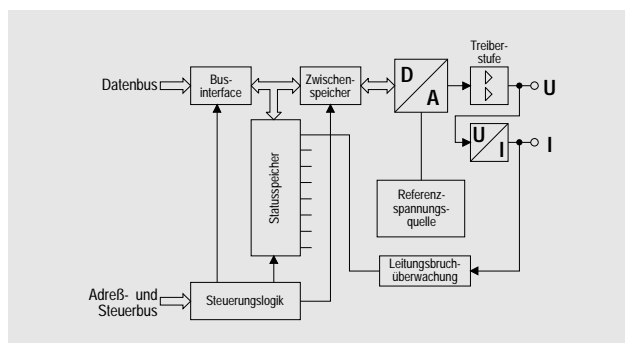 Treiber-
stufe
Datenbus
Bus-
interface
Zwischen-
speicher
D
A
U
U
I
I
Statusspeicher
Referenz-
spannungs-
quelle
Leitungsbruch-
überwachung
Adreß- und
Steuerbus
Steuerungslogik